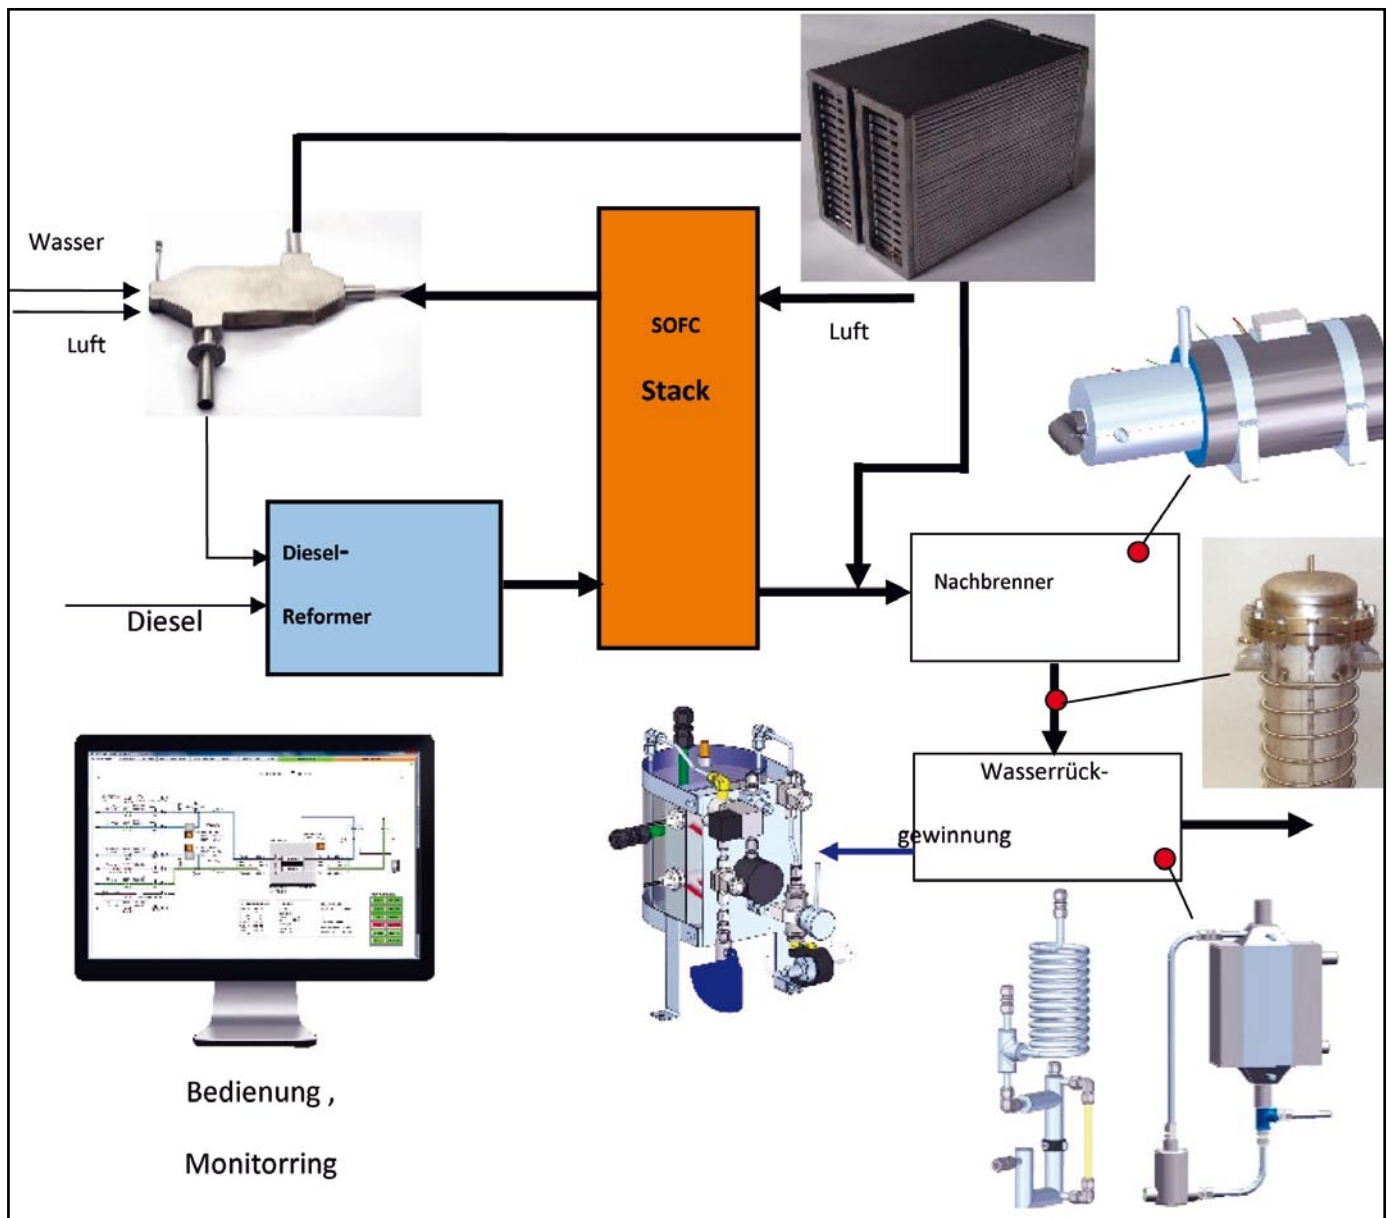 Wasser
Luft
SOFC
Stack
Luft
Diesel-
Reformer
Diesel
Nachbrenner
Wasserrück-
gewinnung
Bedienung ,
Monitorring